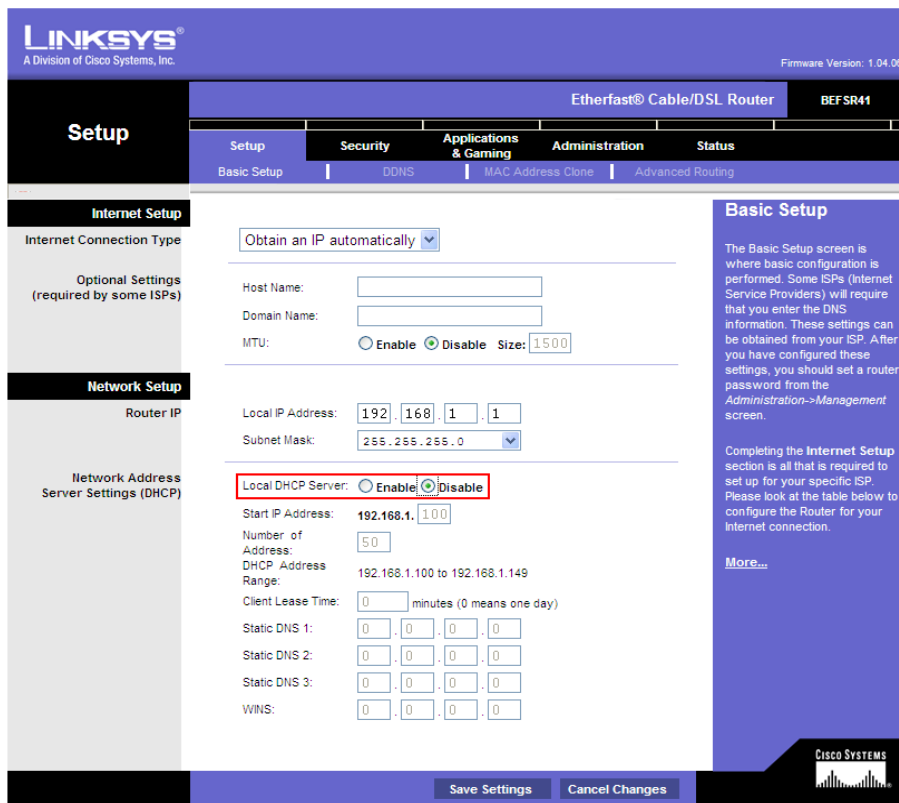 LINKSYS®
A Division of Cisco Systems, Inc.
Firmware Version: 1.04.05
Etherfast® Cable/DSL Router
BEFSR41
Setup
Setup
Security
Applications & Gaming
Administration
Status
Basic Setup
DDNS
MAC Address Clone
Advanced Routing
Internet Setup
Internet Connection Type
Obtain an IP automatically
Optional Settings
(required by some ISPs)
Host Name:
Domain Name:
MTU:
Enable
Disable
Size:
1500
Network Setup
Router IP
Local IP Address:
192 . 168 . 1 . 1
Subnet Mask:
255.255.255.0
Network Address
Server Settings (DHCP)
Local DHCP Server:
Enable
Disable
Start IP Address:
192.168.1. 100
Number of
Address:
50
DHCP Address
Range:
192.168.1.100 to 192.168.1.149
Client Lease Time:
0
minutes (0 means one day)
Static DNS 1:
0 . 0 . 0 . 0
Static DNS 2:
0 . 0 . 0 . 0
Static DNS 3:
0 . 0 . 0 . 0
WINS:
0 . 0 . 0 . 0
Basic Setup
The Basic Setup screen is
where basic configuration is
performed. Some ISPs (Internet
Service Providers) will require
that you enter the DNS
information. These settings can
be obtained from your ISP. After
you have configured these
settings, you should set a router
password from the
Administration->Management
screen.
Completing the Internet Setup
section is all that is required to
set up for your specific ISP.
Please look at the table below to
configure the Router for your
Internet connection.
More...
CISCO SYSTEMS
Save Settings
Cancel Changes